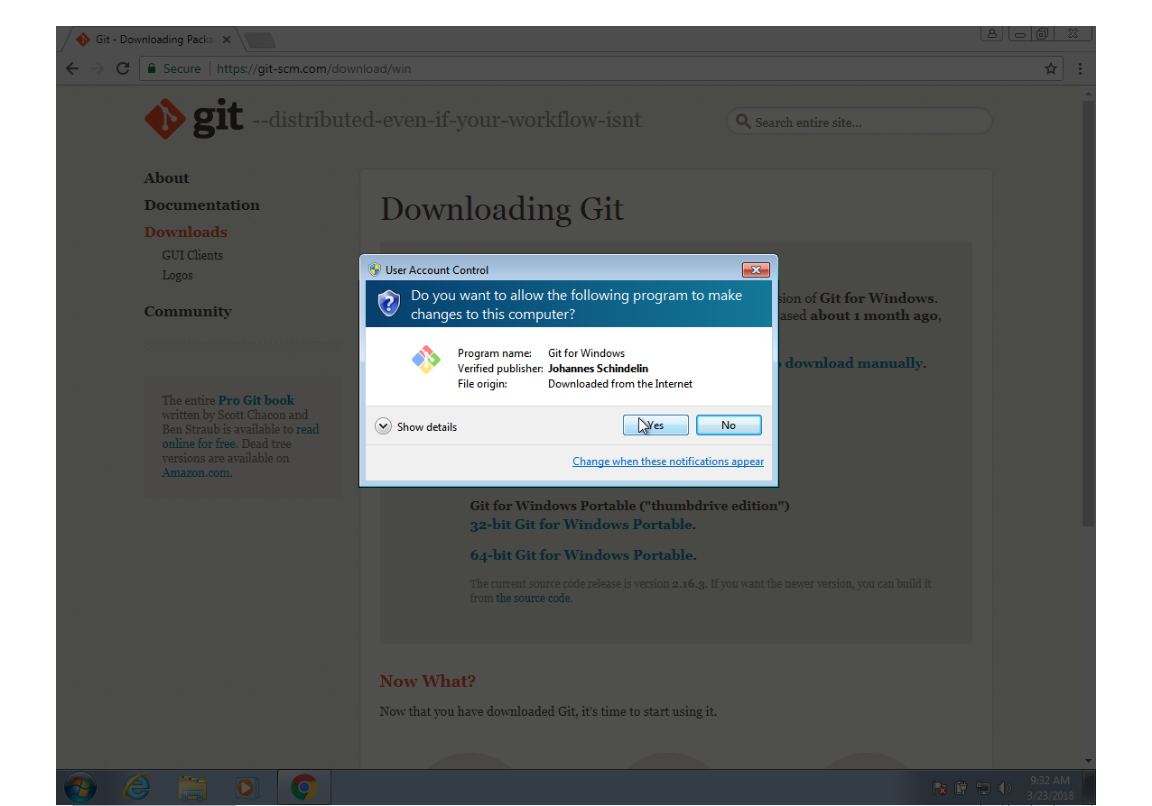 Git - Downloading Packa
Secure | https://git-scm.com/download/win
git --distributed-even-if-your-workflow-isnt
Search entire site...
About
Documentation
Downloads
GUI Clients
Logos
Community
The entire Pro Git book
written by Scott Chacon and
Ben Straub is available to read
online for free. Dead tree
versions are available on
Amazon.com.
Downloading Git
sion of Git for Windows.
ased about 1 month ago,
download manually.
User Account Control
Do you want to allow the following program to make
changes to this computer?
Program name: Git for Windows
Verified publisher: Johannes Schindelin
File origin: Downloaded from the Internet
Show details
Yes
No
Change when these notifications appear
Git for Windows Portable ("thumbdrive edition")
32-bit Git for Windows Portable.
64-bit Git for Windows Portable.
The current source code release is version 2.16.3. If you want the newer version, you can build it
from the source code.
Now What?
Now that you have downloaded Git, it's time to start using it.
9:32 AM
3/23/2018